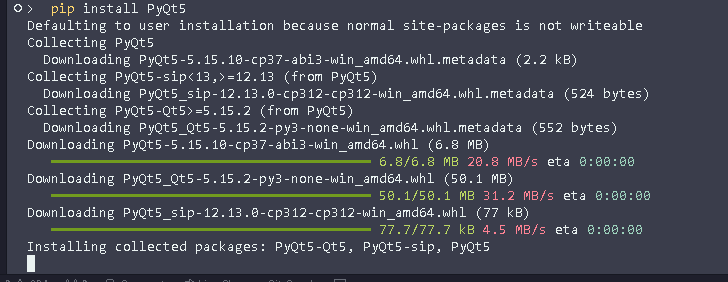 > pip install PyQt5
Defaulting to user installation because normal site-packages is not writeable
Collecting PyQt5
  Downloading PyQt5-5.15.10-cp37-abi3-win_amd64.whl.metadata (2.2 kB)
Collecting PyQt5-sip<13,>=12.13 (from PyQt5)
  Downloading PyQt5_sip-12.13.0-cp312-cp312-win_amd64.whl.metadata (524 bytes)
Collecting PyQt5-Qt5>=5.15.2 (from PyQt5)
  Downloading PyQt5_Qt5-5.15.2-py3-none-win_amd64.whl.metadata (552 bytes)
Downloading PyQt5-5.15.10-cp37-abi3-win_amd64.whl (6.8 MB)
6.8/6.8 MB 20.8 MB/s eta 0:00:00
Downloading PyQt5_Qt5-5.15.2-py3-none-win_amd64.whl (50.1 MB)
50.1/50.1 MB 31.2 MB/s eta 0:00:00
Downloading PyQt5_sip-12.13.0-cp312-cp312-win_amd64.whl (77 kB)
77.7/77.7 kB 4.5 MB/s eta 0:00:00
Installing collected packages: PyQt5-Qt5, PyQt5-sip, PyQt5